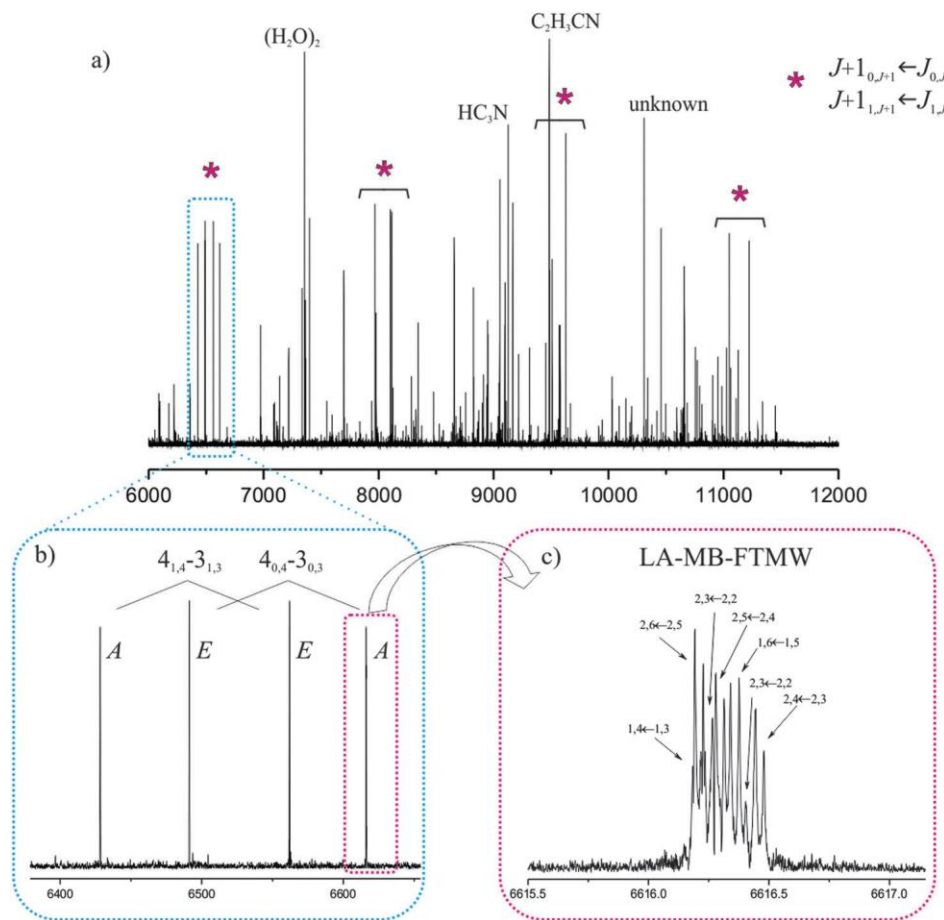 a)
(H₂O)₂
C₂H₃CN
HC₃N
unknown
* J+1₀,J+1←J₀,J
J+1₁,J+1←J₁,J
*
*
*
*
6000 7000 8000 9000 10000 11000 12000
b)
4₁,₄-3₁,₃ 4₀,₄-3₀,₃
A E E A
6400 6500 6600
c)
LA-MB-FTMW
2,3←2,2
2,6←2,5
2,5←2,4
1,6←1,5
2,3←2,2
1,4←1,3
2,4←2,3
6615.5 6616.0 6616.5 6617.0